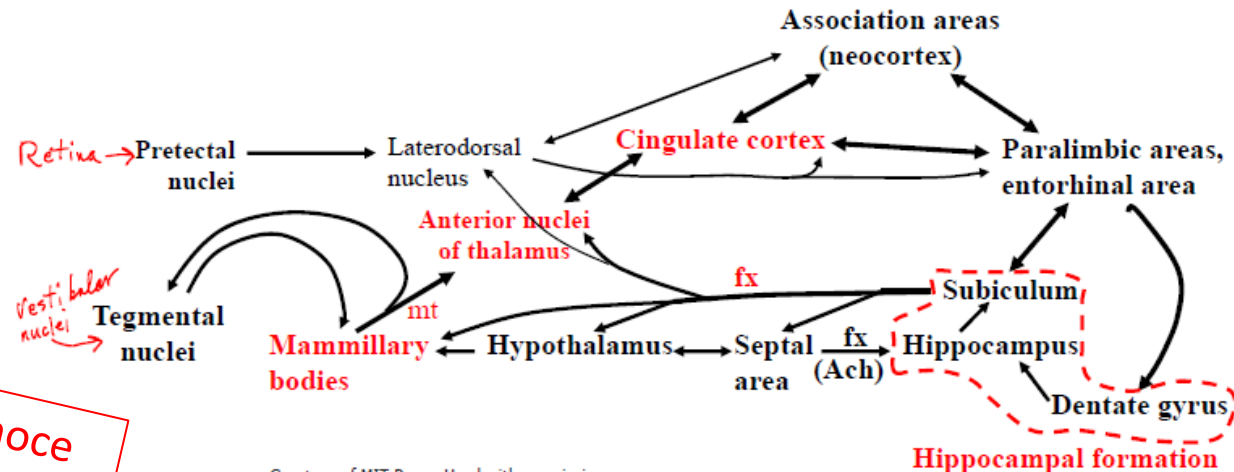 Association areas
(neocortex)
Retina → Pretectal
nuclei
Laterodorsal
nucleus
Cingulate cortex
Paralimbic areas,
entorhinal area
Anterior nuclei
of thalamus
vestibular
nuclei
Tegmental
nuclei
mt
fx
Subiculum
Mammillary
bodies
Hypothalamus
Septal
area
fx
(Ach)
Hippocampus
Dentate gyrus
Hippocampal formation